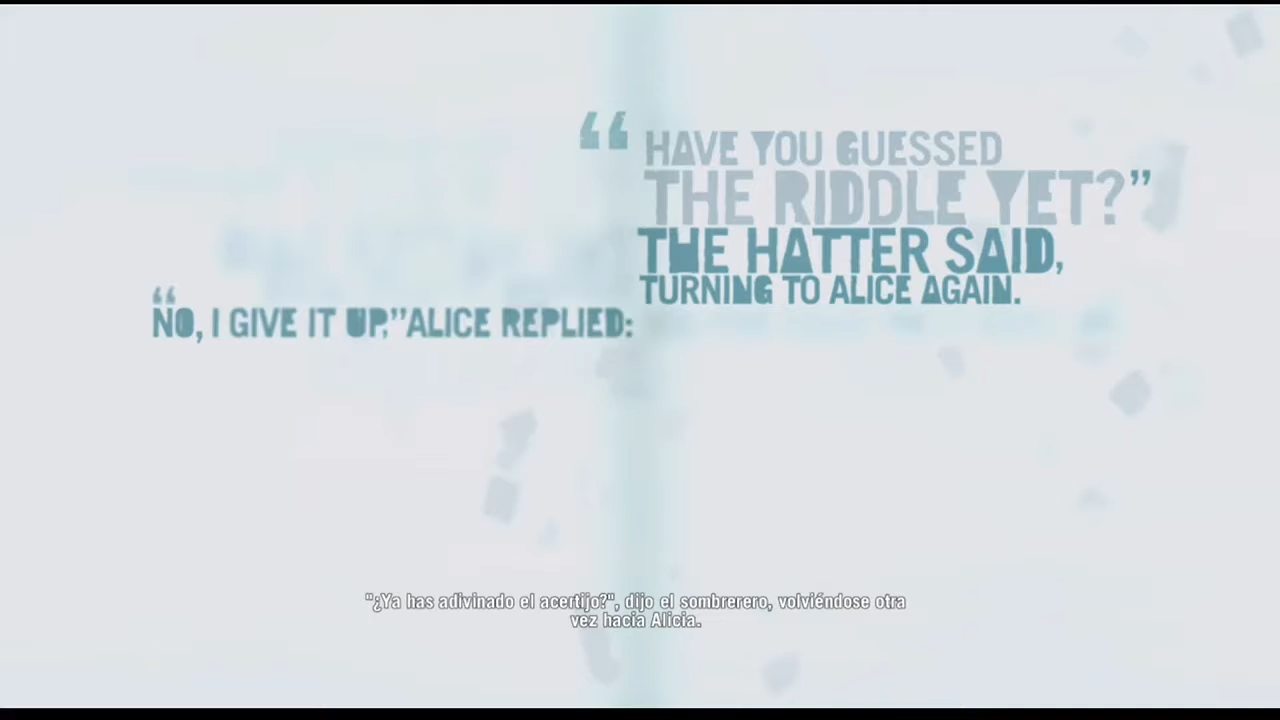 “HAVE YOU GUESSED
THE RIDDLE YET?”
THE HATTER SAID,
TURNING TO ALICE AGAIN.
“NO, I GIVE IT UP,”ALICE REPLIED:
"¿Ya has adivinado el acertijo?", dijo el sombrerero, volviéndose otra
vez hacia Alicia.